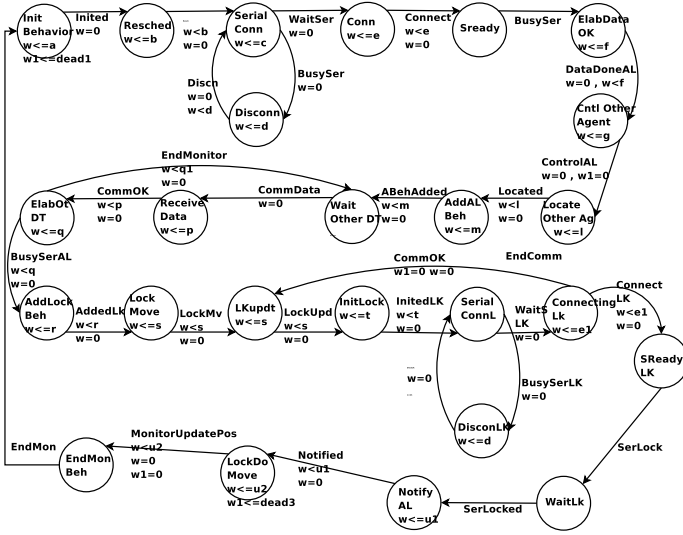 Init
Behavior
w<=a
w1<=dead1
Inited
w=0
Resched
w<=b
w<b
w=0
Serial
Conn
w<=c
WaitSer
w=0
Conn
w<=e
Connect
w<e
w=0
Sready
BusySer
ElabData
OK
w<=f
Discn
w=0
w<d
BusySer
w=0
Disconn
w<=d
DataDoneAL
w=0 , w<f
Cntl Other
Agent
w<=g
ControlAL
w=0 , w1=0
EndMonitor
w<q1
w=0
ElabOt
DT
w<=q
CommOK
w<p
w=0
Receive
Data
w<=p
CommData
w=0
Wait
Other DT
ABehAdded
w<m
w=0
AddAL
Beh
w<=m
Located
w<l
w=0
Locate
Other Ag
w<=l
BusySerAL
w<q
w=0
CommOK
w1=0 w=0
EndComm
AddLock
Beh
w<=r
AddedLk
w<r
w=0
Lock
Move
w<=s
LockMv
w<s
w=0
LKupdt
w<=s
LockUpd
w<s
w=0
InitLock
w<=t
InitedLK
w<t
w=0
Serial
ConnL
WaitS
LK
w=0
Connecting
Lk
w<=e1
Connect
LK
w<e1
w=0
SReady
LK
w=0
BusySerLK
w=0
DisconLK
w<=d
EndMon
EndMon
Beh
MonitorUpdatePos
w<u2
w=0
w1=0
LockDo
Move
w<=u2
w1<=dead3
Notified
w<u1
w=0
Notify
AL
w<=u1
SerLocked
WaitLk
SerLock